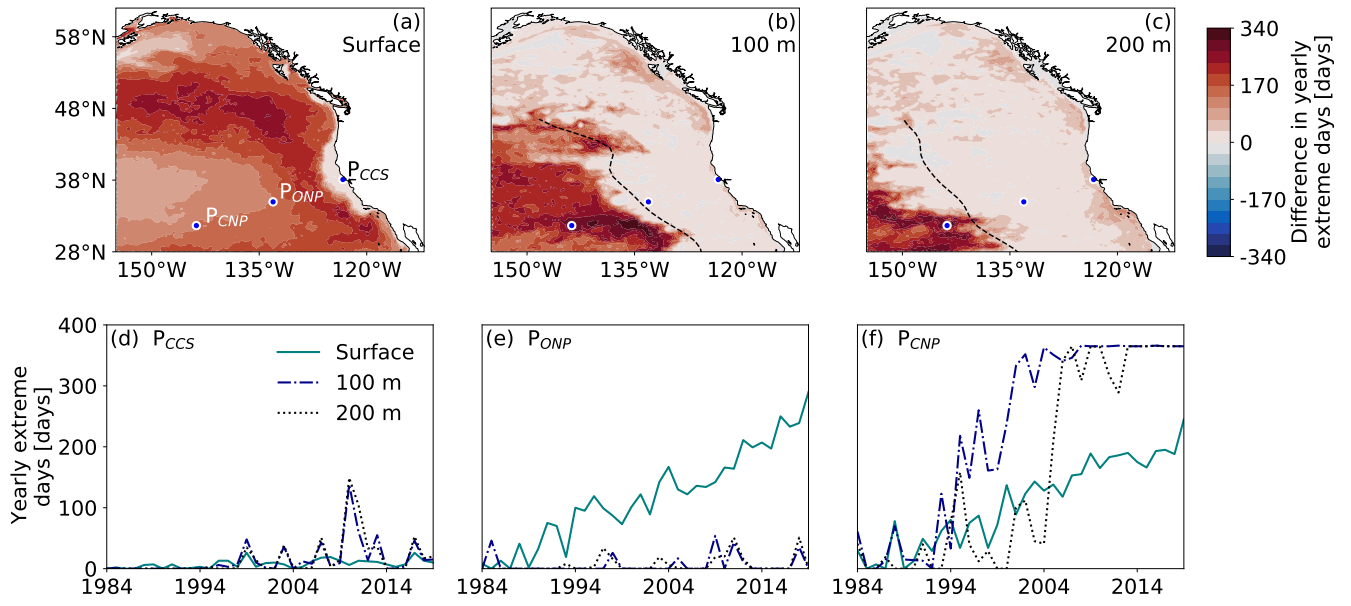 (a)
Surface
(b)
100 m
(c)
200 m
58°N
48°N
38°N
28°N
P_CCS
P_ONP
P_CNP
150°W 135°W 120°W
150°W 135°W 120°W
150°W 135°W 120°W
340
170
0
-170
-340
Difference in yearly
extreme days [days]
(d) P_CCS
Surface
100 m
200 m
(e) P_ONP
(f) P_CNP
400
300
200
100
0
Yearly extreme
days [days]
1984 1994 2004 2014
1984 1994 2004 2014
1984 1994 2004 2014